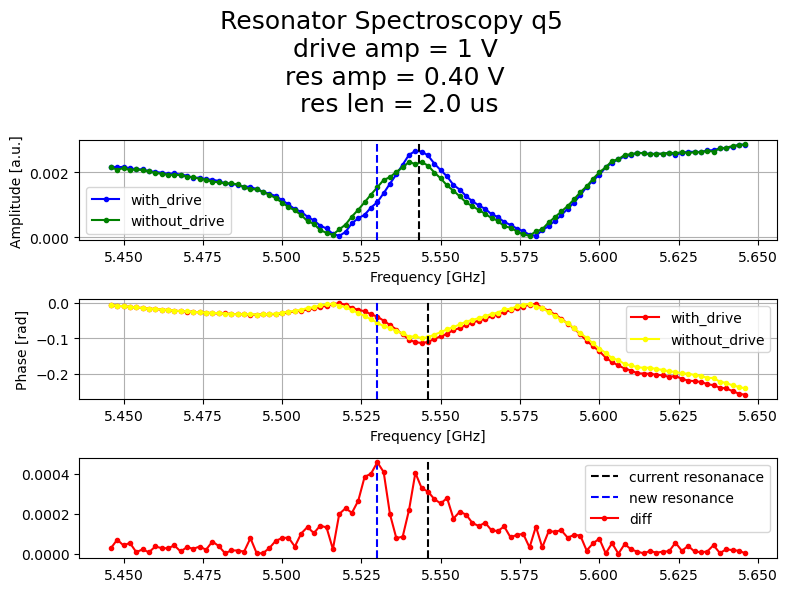 Resonator Spectroscopy q5
drive amp = 1 V
res amp = 0.40 V
res len = 2.0 us
Amplitude [a.u.]
0.002
0.000
with_drive
without_drive
5.450 5.475 5.500 5.525 5.550 5.575 5.600 5.625 5.650
Frequency [GHz]
Phase [rad]
0.0
−0.1
−0.2
with_drive
without_drive
5.450 5.475 5.500 5.525 5.550 5.575 5.600 5.625 5.650
Frequency [GHz]
0.0004
0.0002
0.0000
current resonanace
new resonance
diff
5.450 5.475 5.500 5.525 5.550 5.575 5.600 5.625 5.650